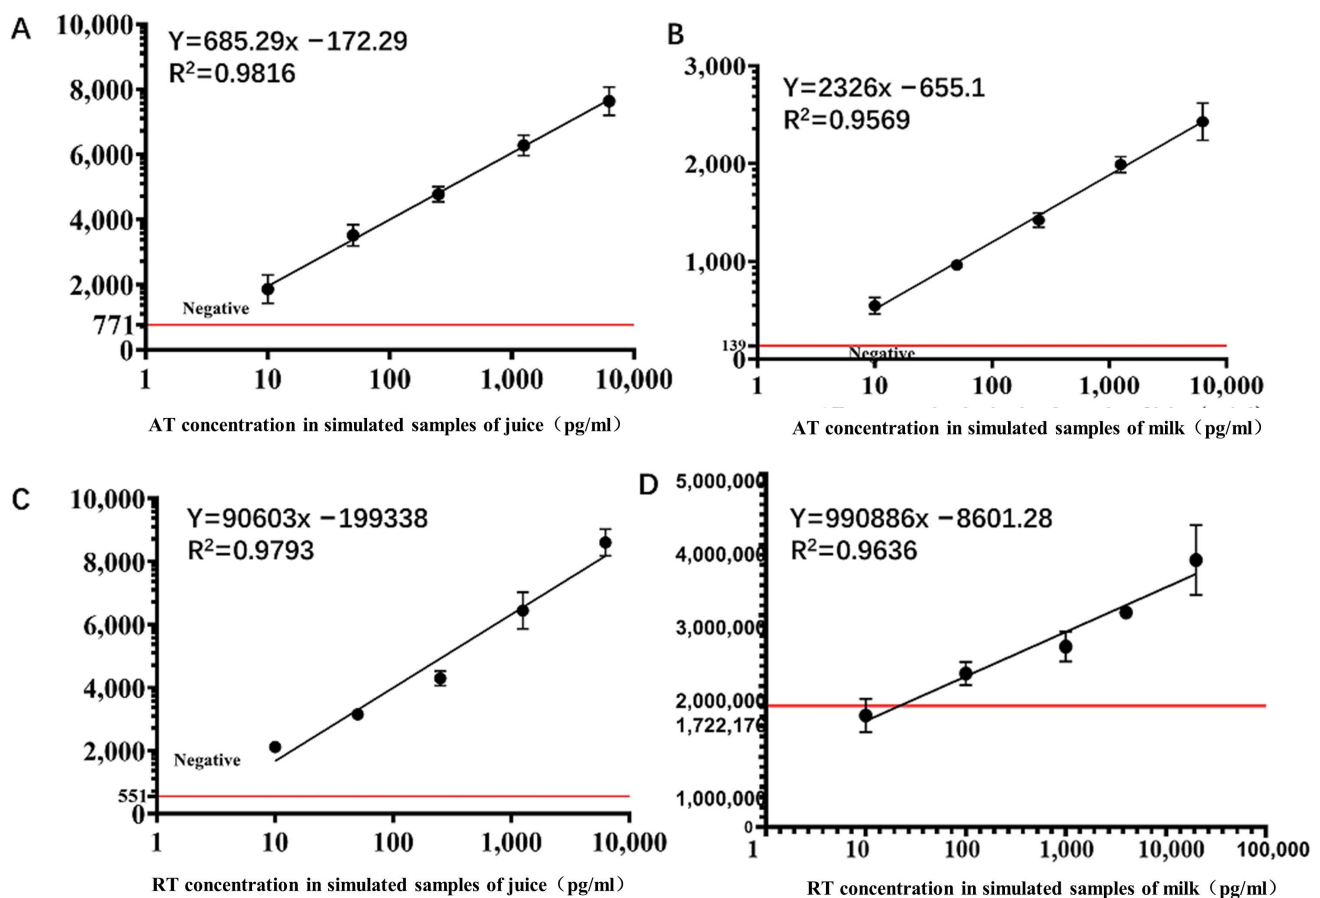 A
Y=685.29x −172.29
R²=0.9816
10,000
8,000
6,000
4,000
2,000
771
0
Negative
1 10 100 1,000 10,000
AT concentration in simulated samples of juice（pg/ml）
B
Y=2326x −655.1
R²=0.9569
3,000
2,000
1,000
139
0
Negative
1 10 100 1,000 10,000
AT concentration in simulated samples of milk（pg/ml）
C
Y=90603x −199338
R²=0.9793
10,000
8,000
6,000
4,000
2,000
551
0
Negative
1 10 100 1,000 10,000
RT concentration in simulated samples of juice（pg/ml）
D
Y=990886x −8601.28
R²=0.9636
5,000,000
4,000,000
3,000,000
2,000,000
1,722,170
1,000,000
0
1 10 100 1,000 10,000 100,000
RT concentration in simulated samples of milk（pg/ml）